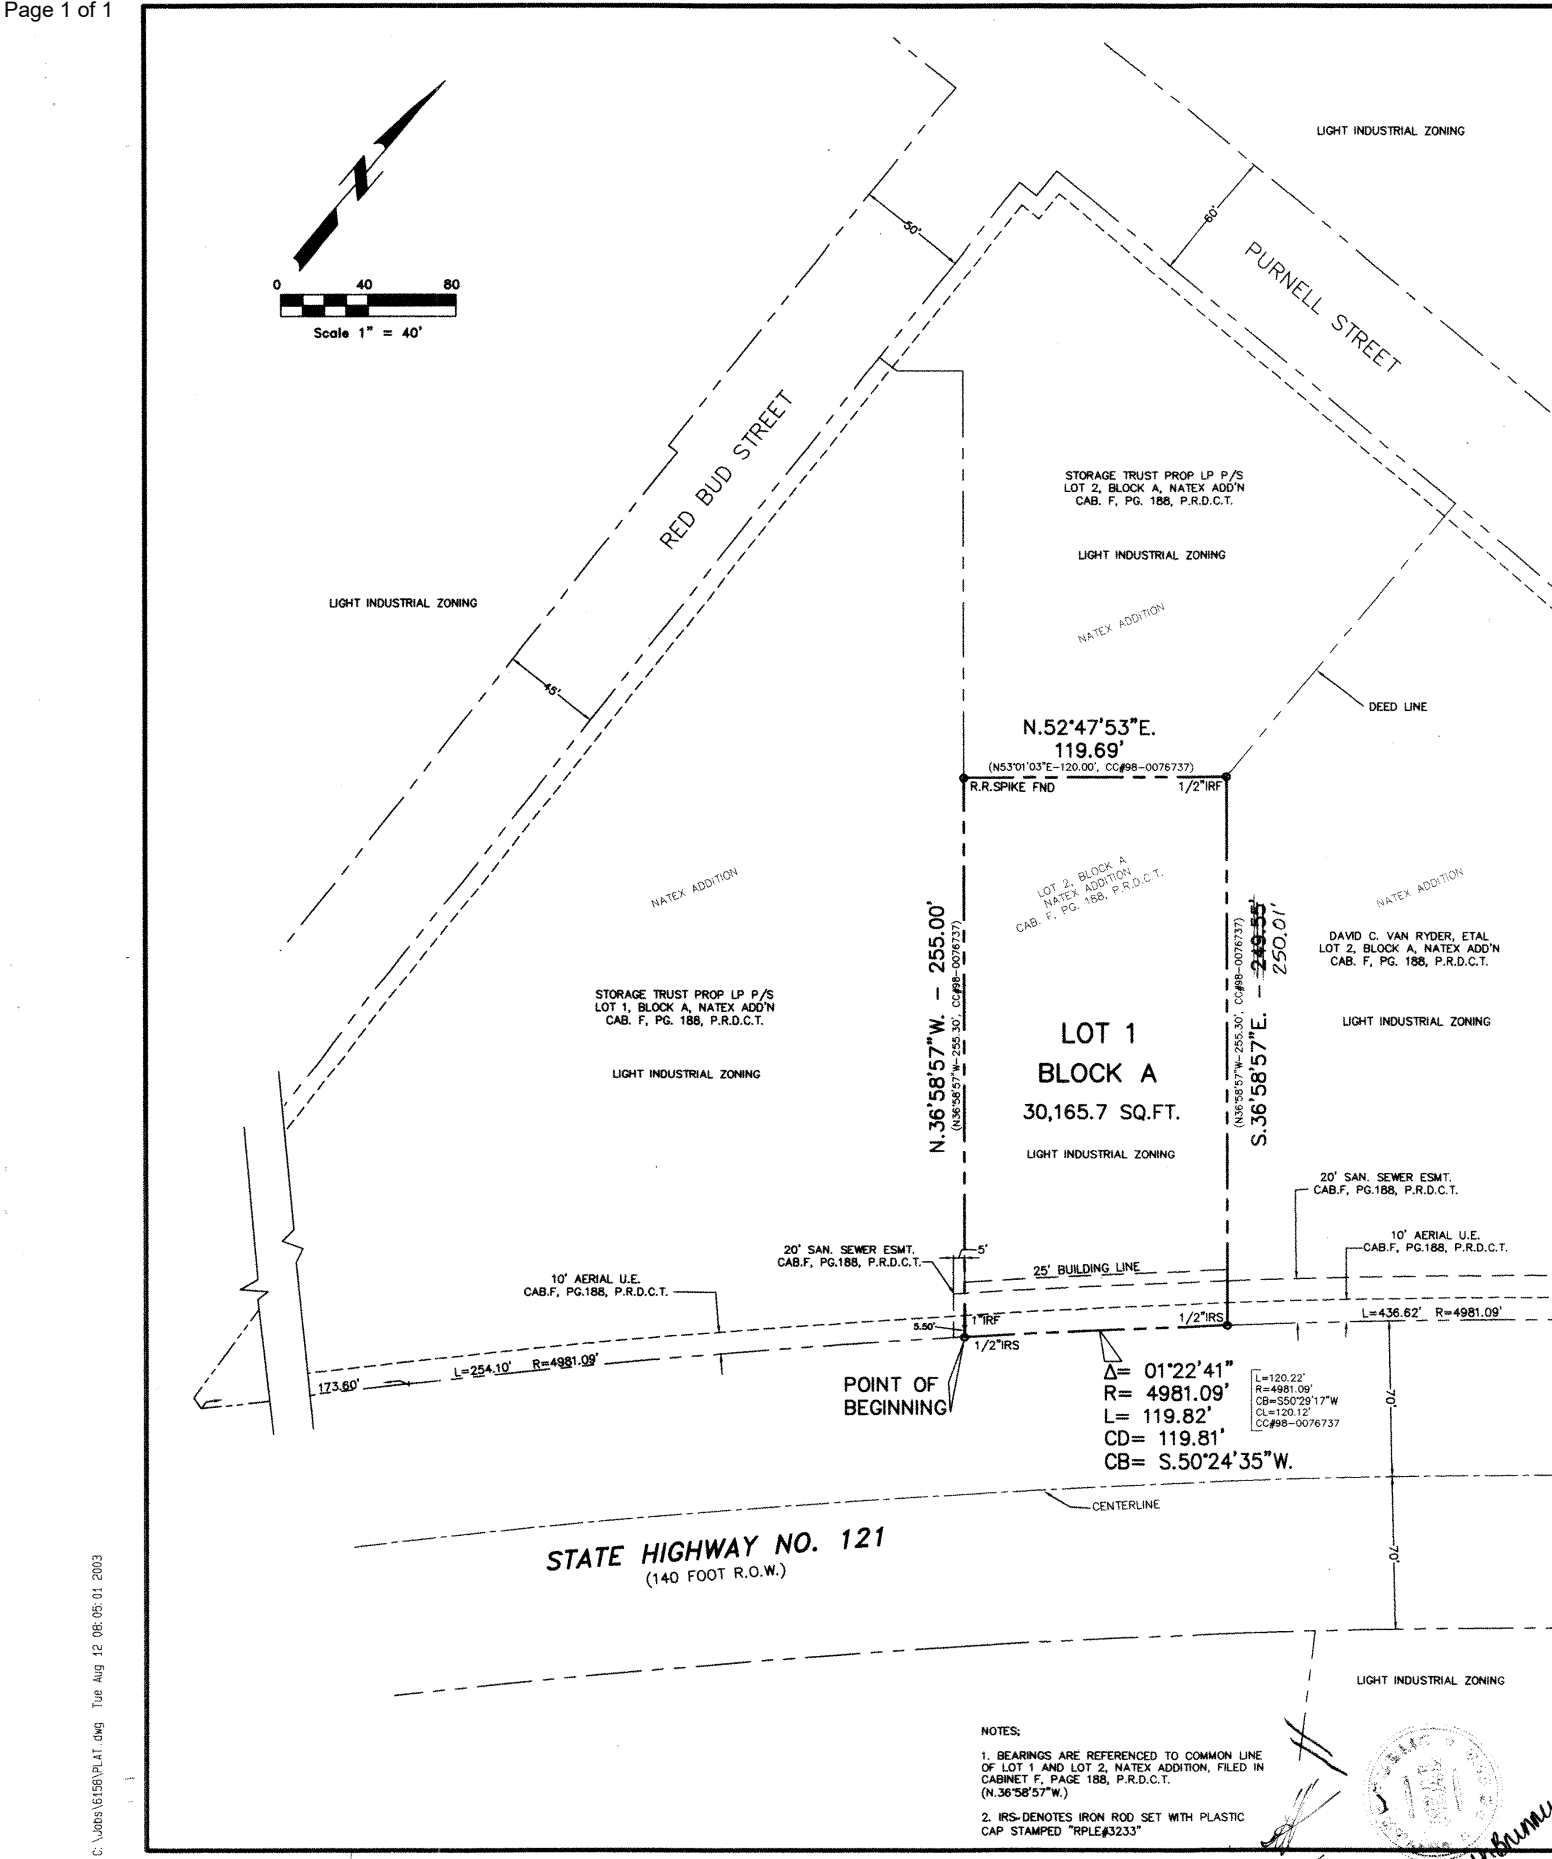 Page 1 of 1
LIGHT INDUSTRIAL ZONING
50'
60'
PURNELL STREET
0 40 80
Scale 1" = 40'
RED BUD STREET
STORAGE TRUST PROP LP P/S
LOT 2, BLOCK A, NATEX ADD'N
CAB. F, PG. 188, P.R.D.C.T.
LIGHT INDUSTRIAL ZONING
LIGHT INDUSTRIAL ZONING
NATEX ADDITION
45'
DEED LINE
N.52°47'53"E.
119.69'
(N53°01'03"E-120.00', CC#98-0076737)
R.R.SPIKE FND
1/2"IRF
NATEX ADDITION
LOT 2, BLOCK A
NATEX ADDITION
CAB. F, PG. 188, P.R.D.C.T.
NATEX ADDITION
N.36°58'57"W. - 255.00'
(N36°58'57"W-255.30', CC#98-0076737)
(N36°58'57"W-255.30', CC#98-0076737)
S.36°58'57"E. - 249.55'
250.01'
DAVID C. VAN RYDER, ETAL
LOT 2, BLOCK A, NATEX ADD'N
CAB. F, PG. 188, P.R.D.C.T.
LIGHT INDUSTRIAL ZONING
STORAGE TRUST PROP LP P/S
LOT 1, BLOCK A, NATEX ADD'N
CAB. F, PG. 188, P.R.D.C.T.
LIGHT INDUSTRIAL ZONING
LOT 1
BLOCK A
30,165.7 SQ.FT.
LIGHT INDUSTRIAL ZONING
20' SAN. SEWER ESMT.
CAB.F, PG.188, P.R.D.C.T.
10' AERIAL U.E.
CAB.F, PG.188, P.R.D.C.T.
20' SAN. SEWER ESMT.
CAB.F, PG.188, P.R.D.C.T.
5'
25' BUILDING LINE
10' AERIAL U.E.
CAB.F, PG.188, P.R.D.C.T.
L=436.62' R=4981.09'
5.50'
1"IRF
1/2"IRS
1/2"IRS
173.60'
L=254.10' R=4981.09'
POINT OF
BEGINNING
Δ= 01°22'41"
R= 4981.09'
L= 119.82'
CD= 119.81'
CB= S.50°24'35"W.
L=120.22'
R=4981.09'
CB=S50°29'17"W
CL=120.12'
CC#98-0076737
70'
CENTERLINE
STATE HIGHWAY NO. 121
(140 FOOT R.O.W.)
70'
LIGHT INDUSTRIAL ZONING
NOTES;
1. BEARINGS ARE REFERENCED TO COMMON LINE
OF LOT 1 AND LOT 2, NATEX ADDITION, FILED IN
CABINET F, PAGE 188, P.R.D.C.T.
(N.36°58'57"W.)
2. IRS-DENOTES IRON ROD SET WITH PLASTIC
CAP STAMPED "RPLE#3233"
C:\Jobs\6156\PLAT.dwg Tue Aug 12 08:05:01 2003